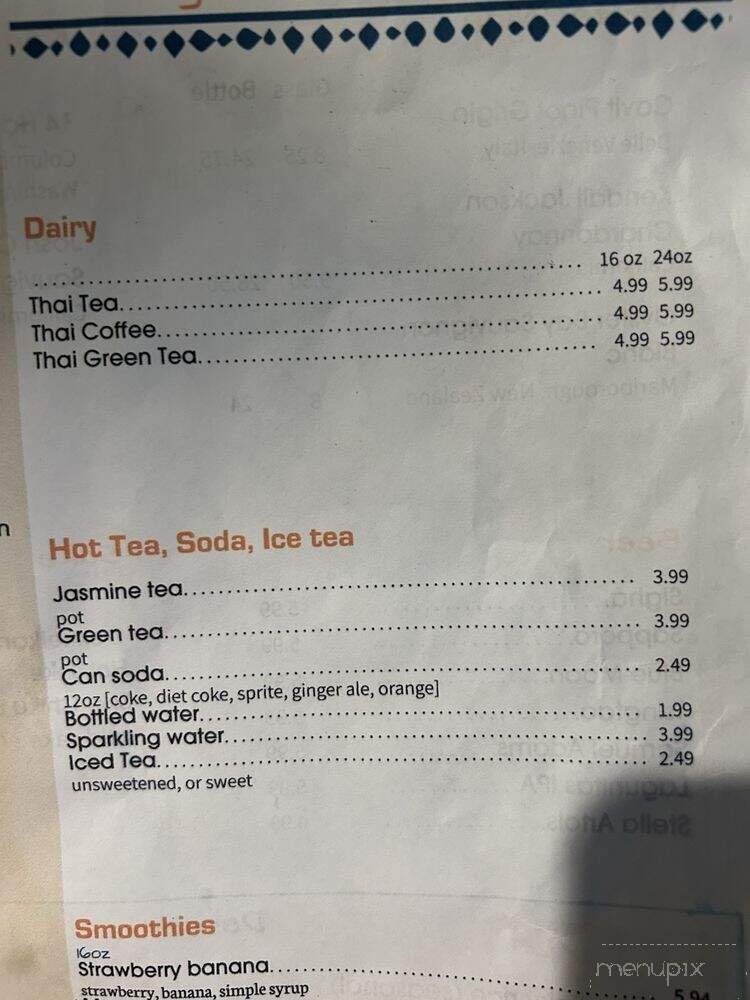 Dairy
16 oz 24oz
Thai Tea 4.99 5.99
Thai Coffee 4.99 5.99
Thai Green Tea 4.99 5.99
Hot Tea, Soda, Ice tea
Jasmine tea 3.99
pot
Green tea 3.99
pot
Can soda 2.49
12oz [coke, diet coke, sprite, ginger ale, orange]
Bottled water 1.99
Sparkling water 3.99
Iced Tea 2.49
unsweetened, or sweet
Smoothies
16oz
Strawberry banana 5.94
strawberry, banana, simple syrup
menupix